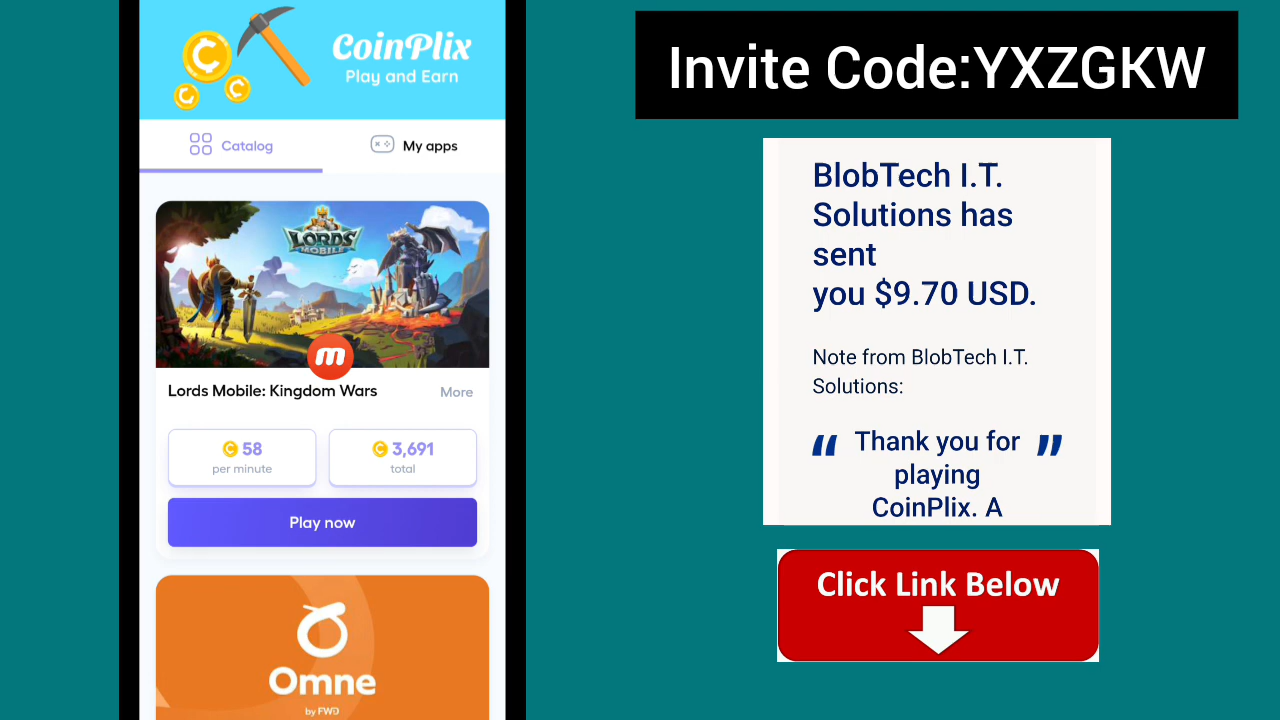 CoinPlix
Play and Earn
Catalog
My apps
LORDS
MOBILE
m
Lords Mobile: Kingdom Wars
More
58
per minute
3,691
total
Play now
Omne
by FWD
Invite Code:YXZGKW
BlobTech I.T.
Solutions has
sent
you $9.70 USD.
Note from BlobTech I.T.
Solutions:
“ Thank you for ”
playing
CoinPlix. A
Click Link Below